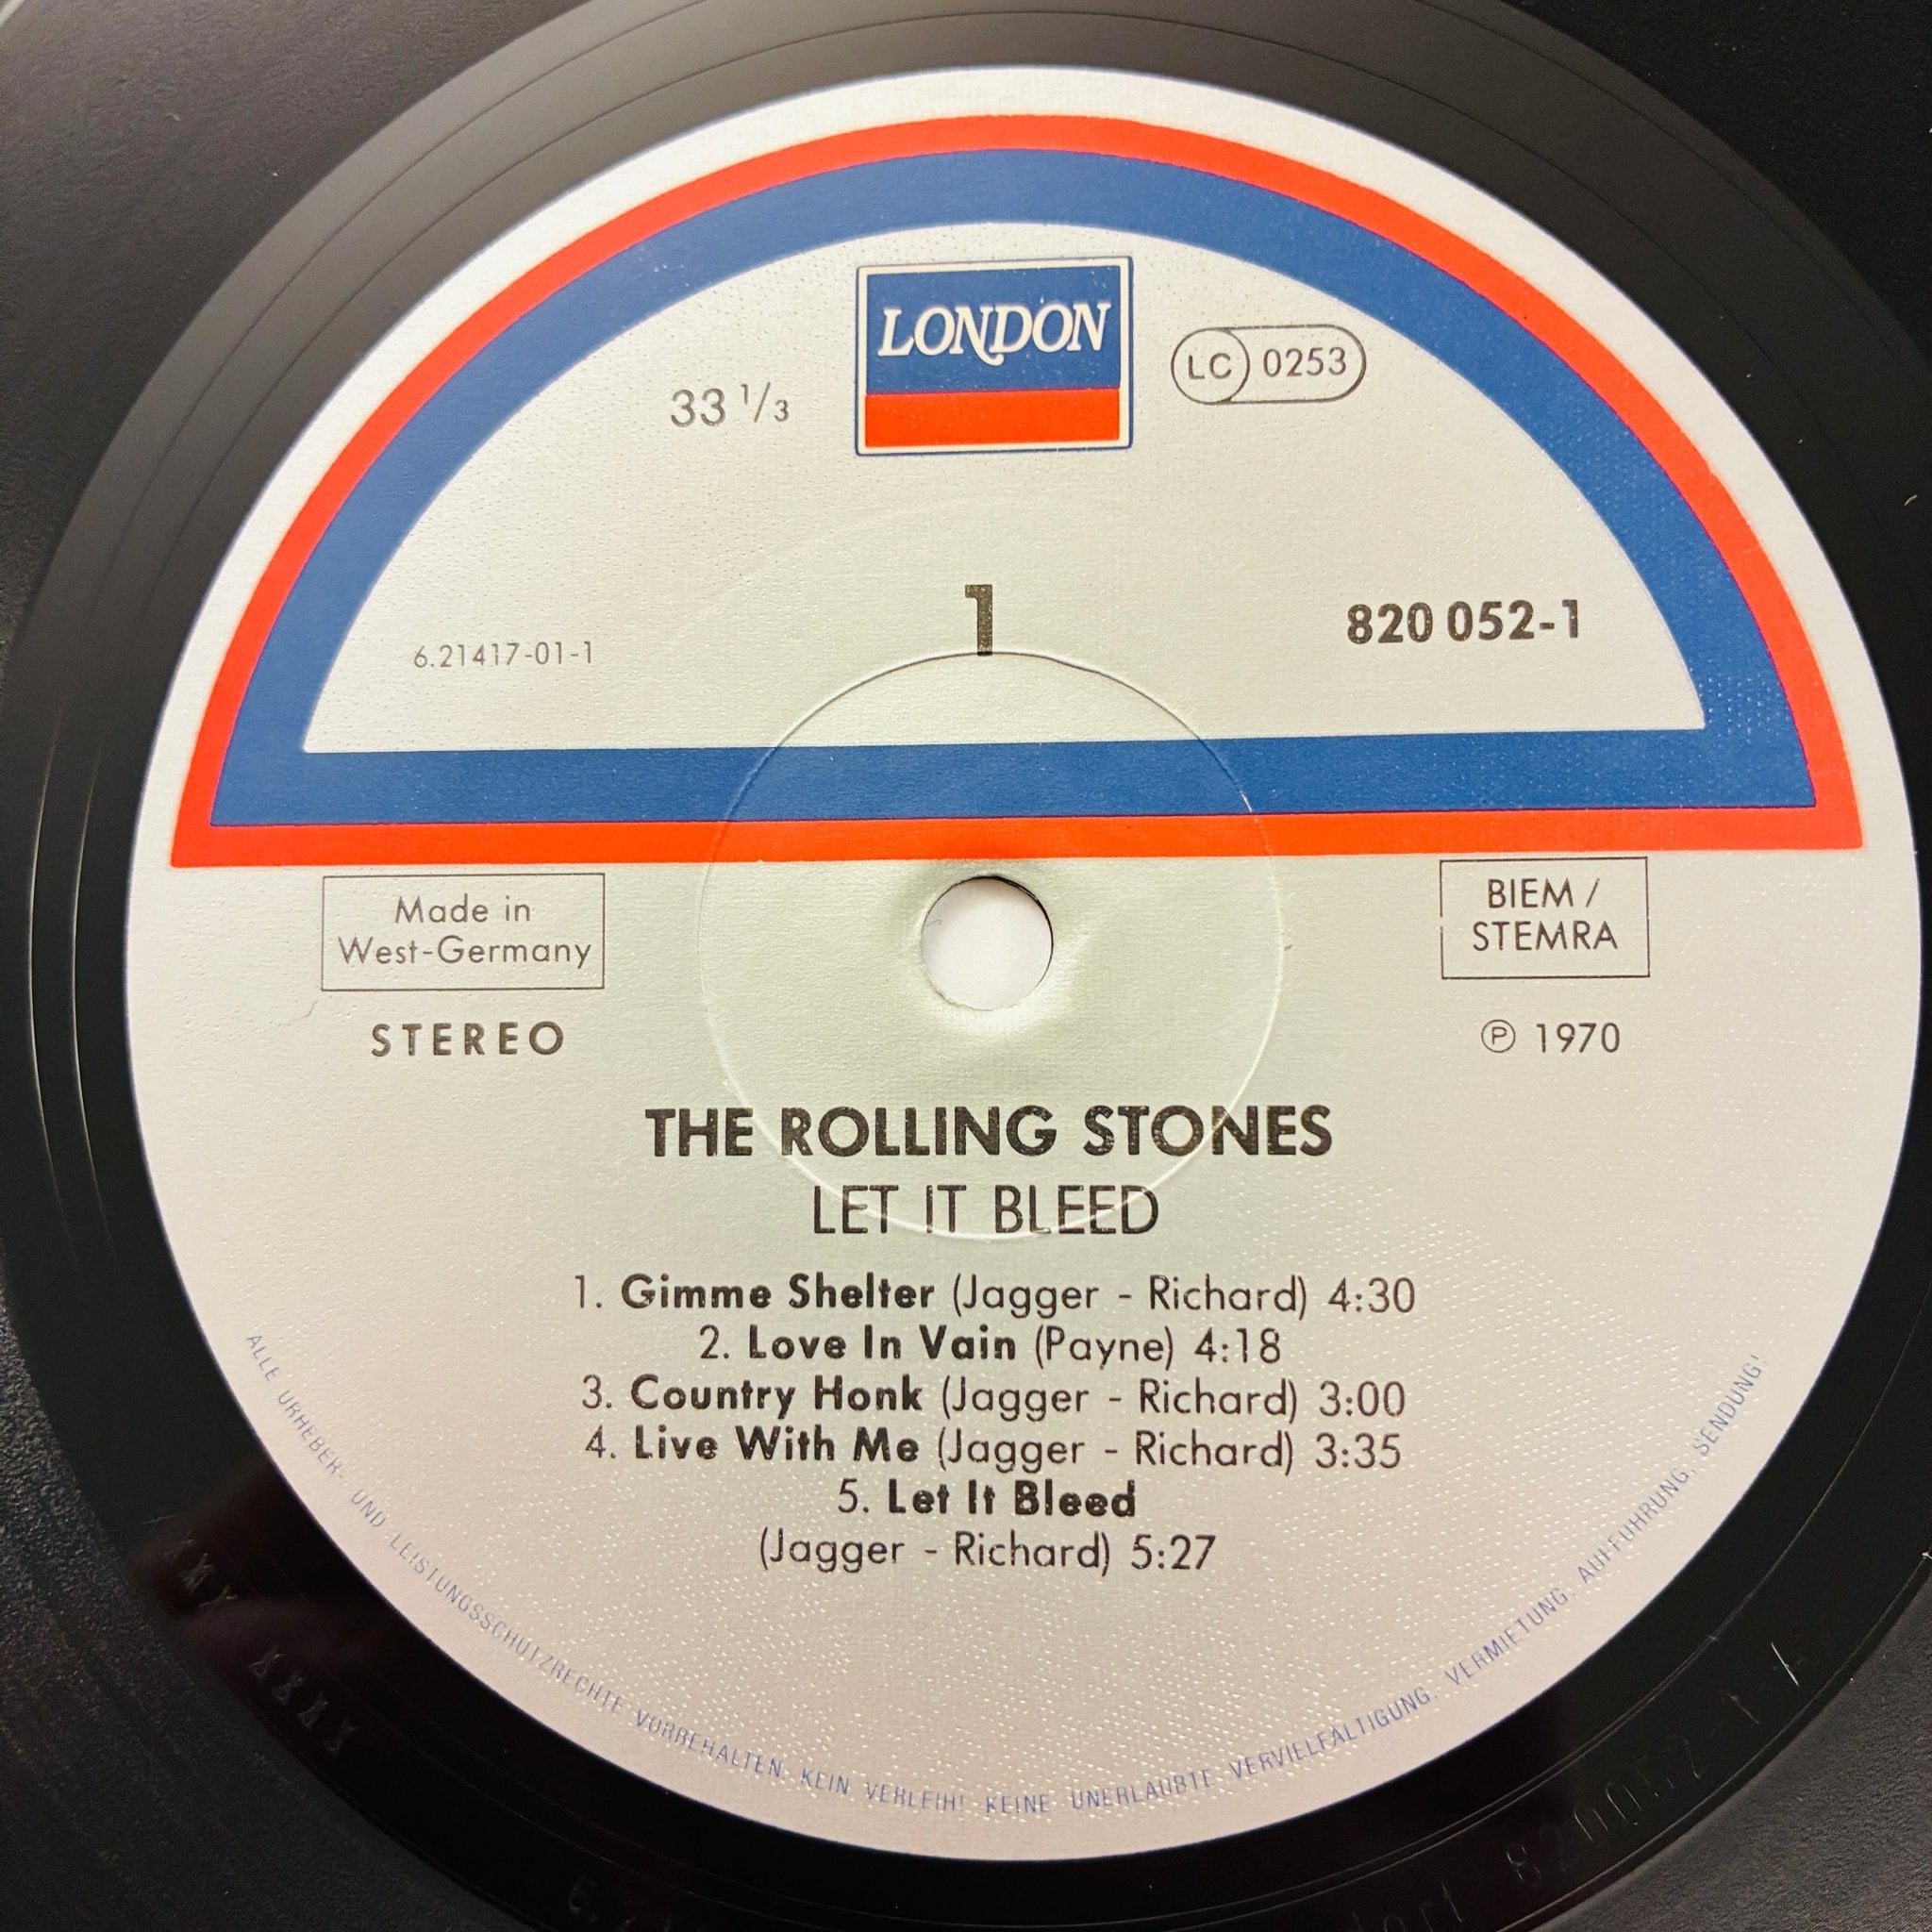 LONDON
33 1/3
LC 0253
1
820 052-1
6.21417-01-1
Made in
West-Germany
BIEM /
STEMRA
STEREO
Ⓟ 1970
THE ROLLING STONES
LET IT BLEED
1. Gimme Shelter (Jagger - Richard) 4:30
2. Love In Vain (Payne) 4:18
3. Country Honk (Jagger - Richard) 3:00
4. Live With Me (Jagger - Richard) 3:35
5. Let It Bleed
(Jagger - Richard) 5:27
ALLE URHEBER- UND LEISTUNGSSCHUTZRECHTE VORBEHALTEN. KEIN VERLEIH! KEINE UNERLAUBTE VERVIELFÄLTIGUNG, VERMIETUNG, AUFFÜHRUNG, SENDUNG!